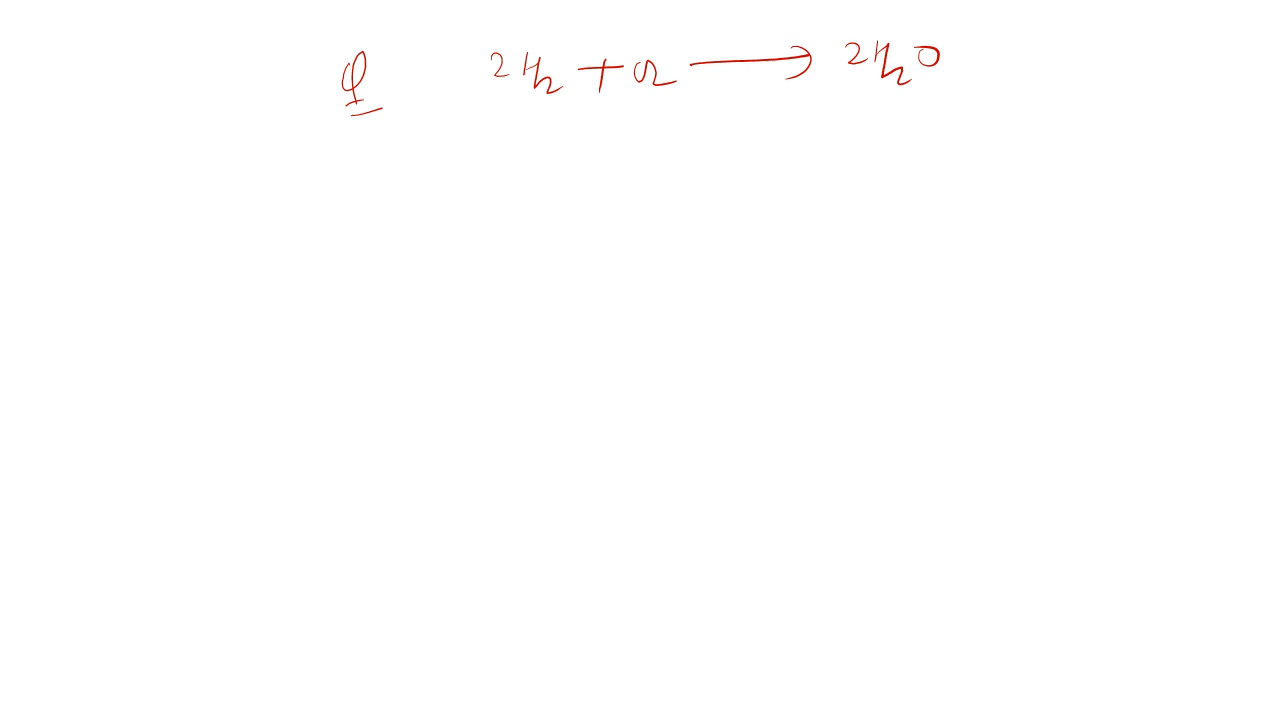 Q 2H₂ + O₂ ⟶ 2H₂O